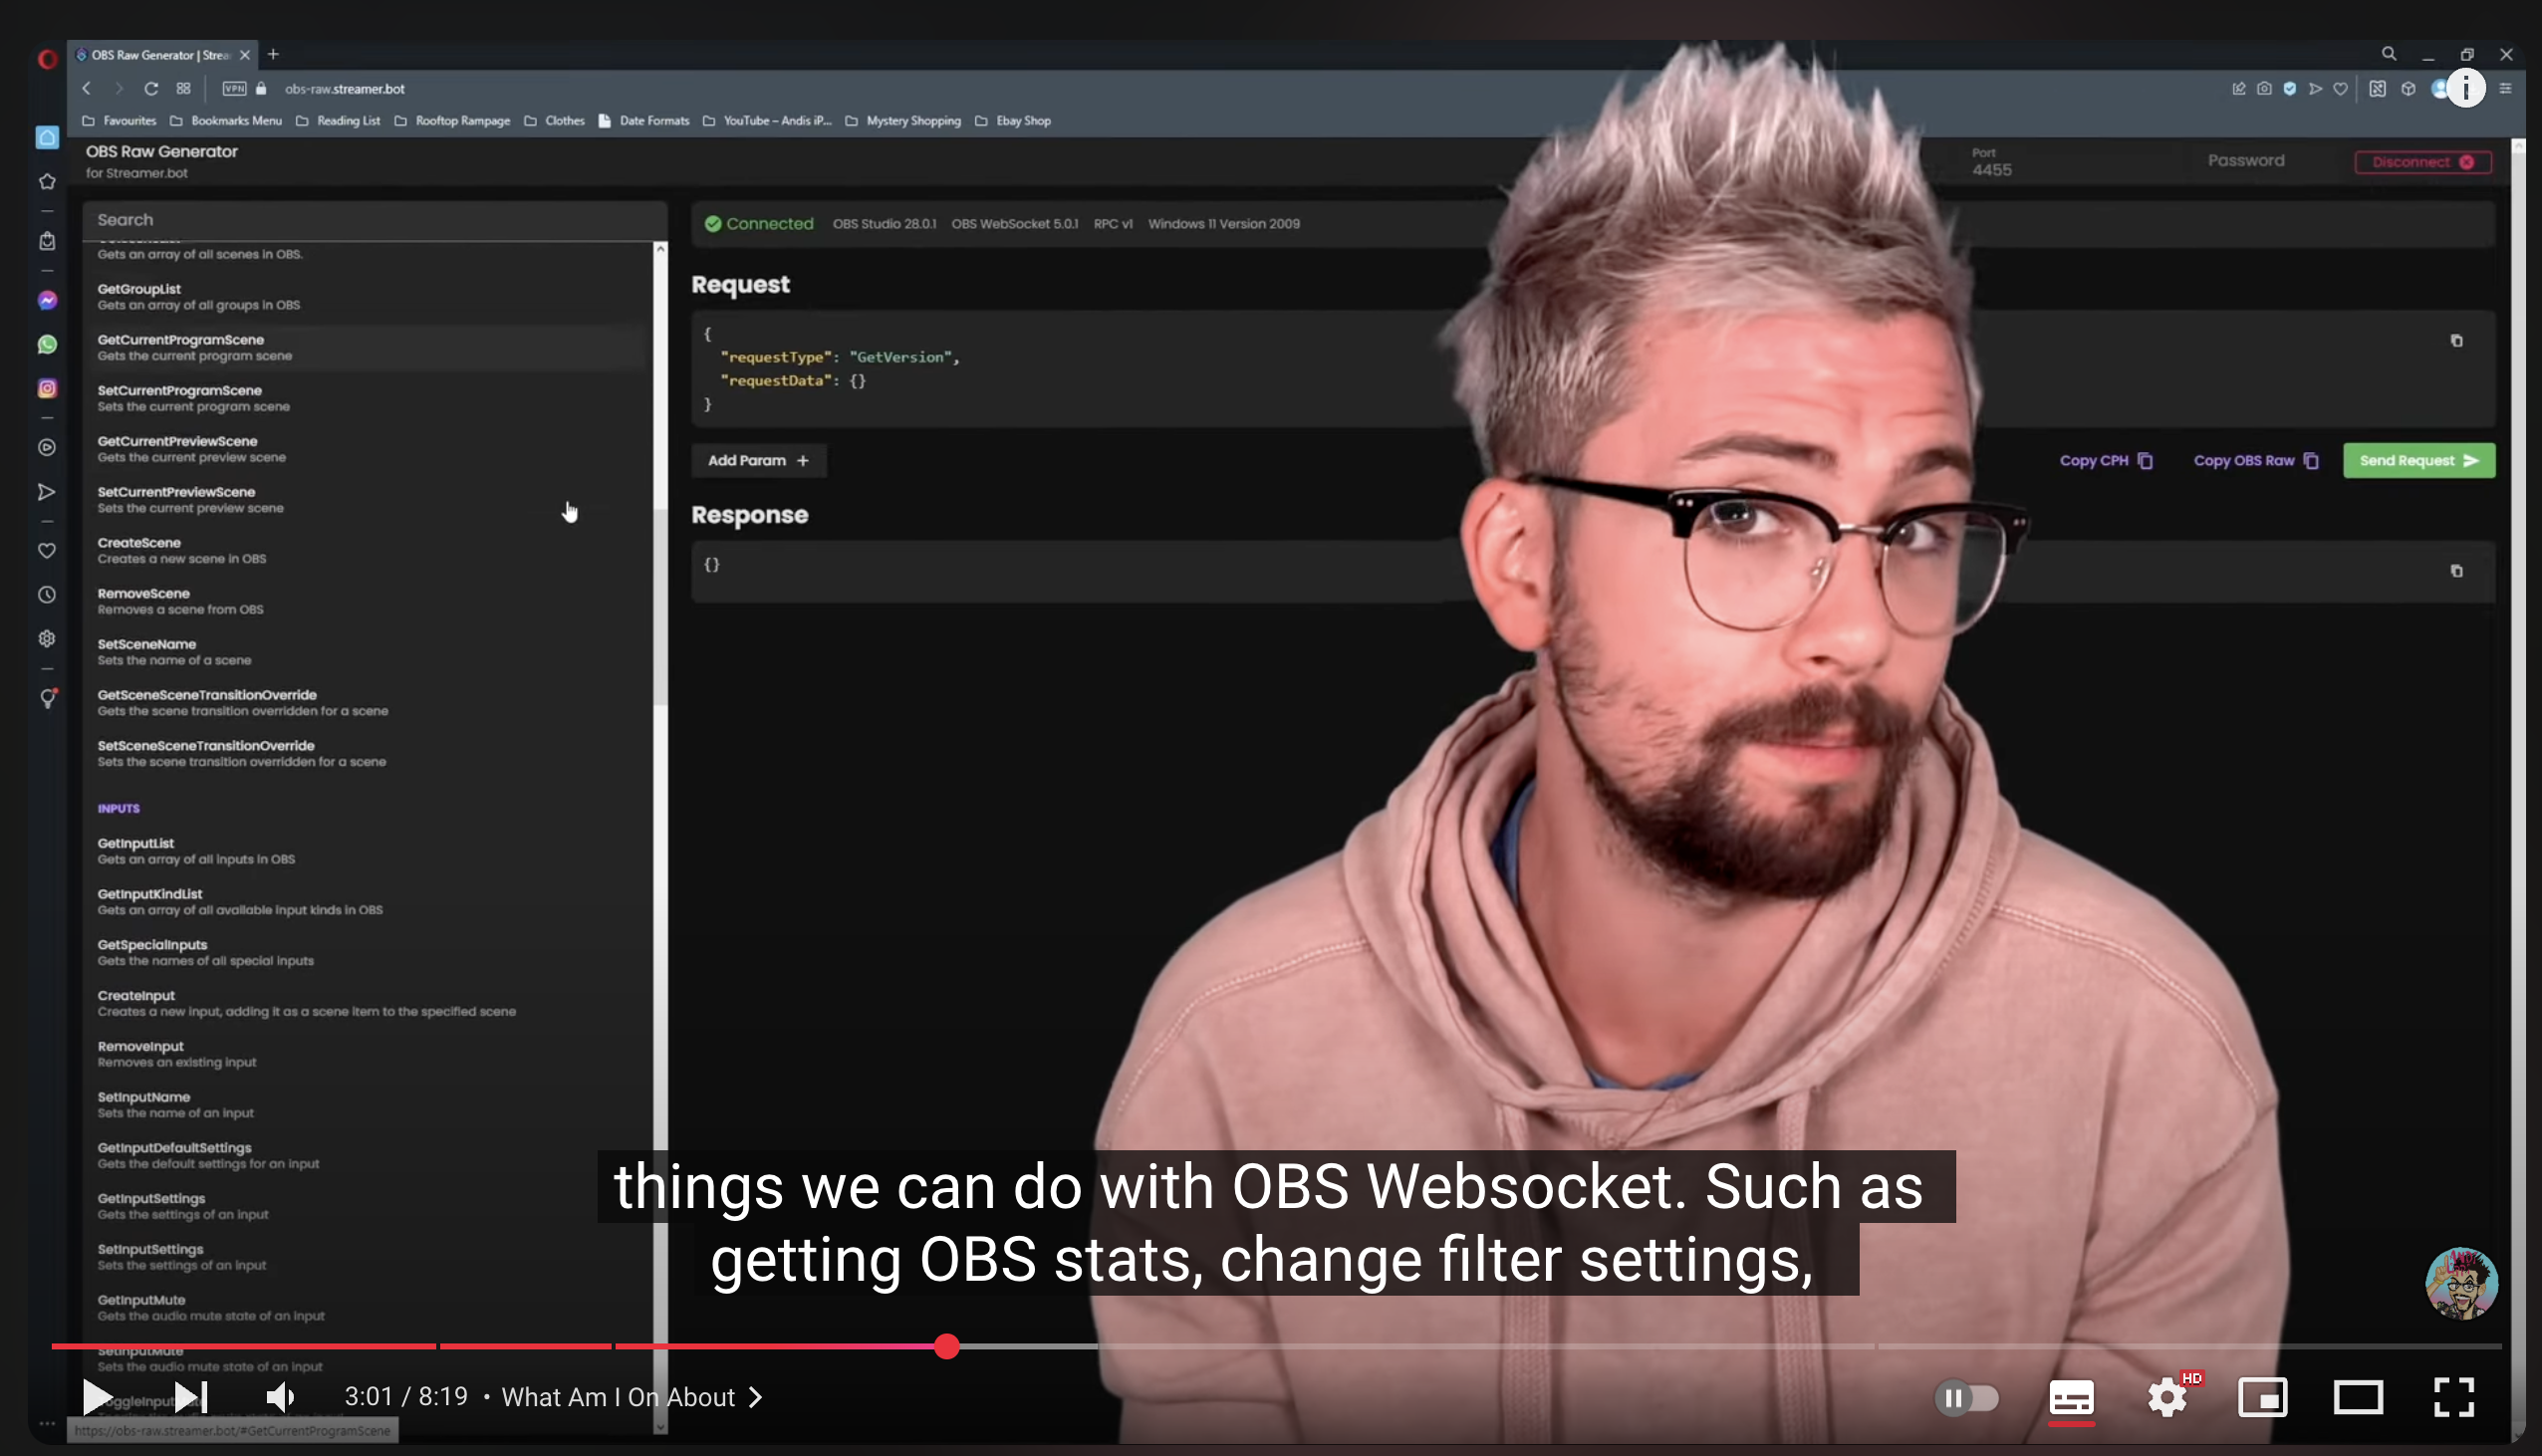 OBS Raw Generator | Strea
obs-raw.streamer.bot
VPN
Favourites
Bookmarks Menu
Reading List
Rooftop Rampage
Clothes
Date Formats
YouTube – Andis iP...
Mystery Shopping
Ebay Shop
OBS Raw Generator
for Streamer.bot
Port
4455
Password
Disconnect
Search
Gets an array of all scenes in OBS.
GetGroupList
Gets an array of all groups in OBS
GetCurrentProgramScene
Gets the current program scene
SetCurrentProgramScene
Sets the current program scene
GetCurrentPreviewScene
Gets the current preview scene
SetCurrentPreviewScene
Sets the current preview scene
CreateScene
Creates a new scene in OBS
RemoveScene
Removes a scene from OBS
SetSceneName
Sets the name of a scene
GetSceneSceneTransitionOverride
Gets the scene transition overridden for a scene
SetSceneSceneTransitionOverride
Sets the scene transition overridden for a scene
INPUTS
GetInputList
Gets an array of all inputs in OBS
GetInputKindList
Gets an array of all available input kinds in OBS
GetSpecialInputs
Gets the names of all special inputs
CreateInput
Creates a new input, adding it as a scene item to the specified scene
RemoveInput
Removes an existing input
SetInputName
Sets the name of an input
GetInputDefaultSettings
Gets the default settings for an input
GetInputSettings
Gets the settings of an input
SetInputSettings
Sets the settings of an input
GetInputMute
Gets the audio mute state of an input
SetInputMute
Sets the audio mute state of an input
Connected OBS Studio 28.0.1 OBS WebSocket 5.0.1 RPC v1 Windows 11 Version 2009
Request
{
"requestType": "GetVersion",
"requestData": {}
}
Add Param +
Copy CPH
Copy OBS Raw
Send Request
Response
{}
things we can do with OBS Websocket. Such as
getting OBS stats, change filter settings,
3:01 / 8:19 • What Am I On About
HD
https://obs-raw.streamer.bot/#GetCurrentProgramScene